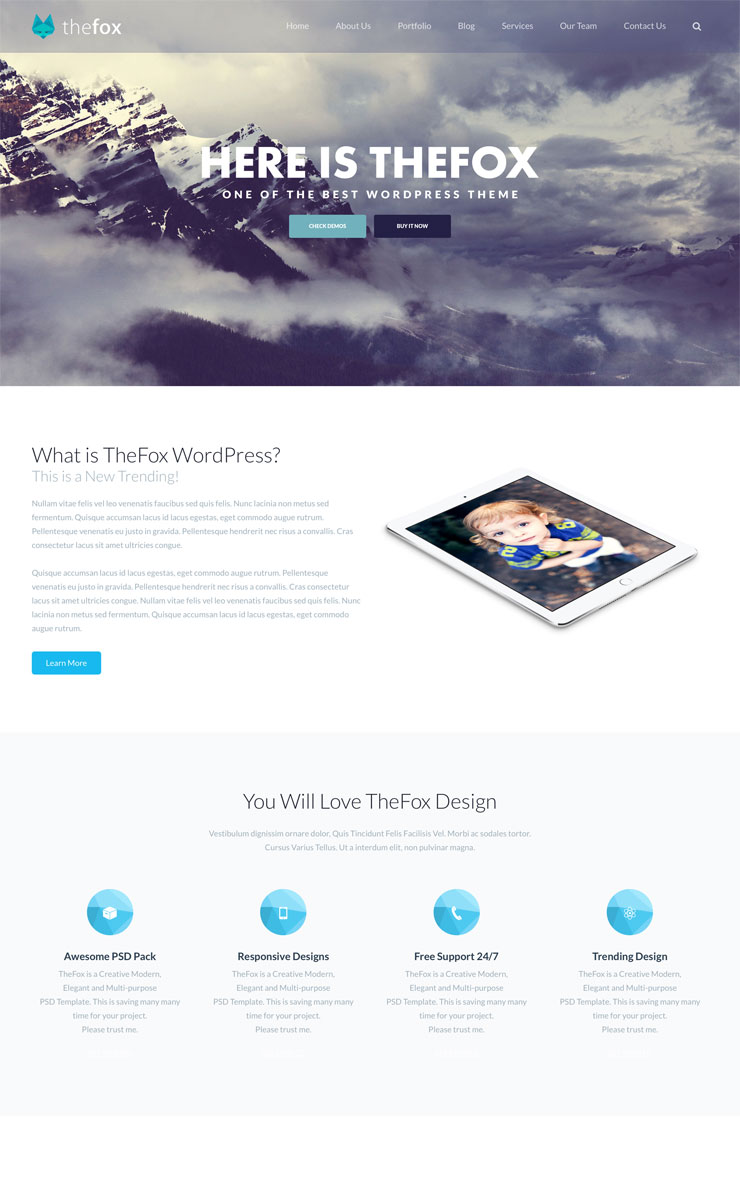 thefox
Home About Us Portfolio Blog Services Our Team Contact Us
HERE IS THEFOX
ONE OF THE BEST WORDPRESS THEME
CHECK DEMOS BUY IT NOW
What is TheFox WordPress?
This is a New Trending!
Nullam vitae felis vel leo venenatis faucibus sed quis felis. Nunc lacinia non metus sed
fermentum. Quisque accumsan lacus id lacus egestas, eget commodo augue rutrum.
Pellentesque venenatis eu justo in gravida. Pellentesque hendrerit nec risus a convallis. Cras
consectetur lacus sit amet ultricies congue.
Quisque accumsan lacus id lacus egestas, eget commodo augue rutrum. Pellentesque
venenatis eu justo in gravida. Pellentesque hendrerit nec risus a convallis. Cras consectetur
lacus sit amet ultricies congue. Nullam vitae felis vel leo venenatis faucibus sed quis felis. Nunc
lacinia non metus sed fermentum. Quisque accumsan lacus id lacus egestas, eget commodo
augue rutrum.
Learn More
You Will Love TheFox Design
Vestibulum dignissim ornare dolor, Quis Tincidunt Felis Facilisis Vel. Morbi ac sodales tortor.
Cursus Varius Tellus. Ut a interdum elit, non pulvinar magna.
Awesome PSD Pack
TheFox is a Creative Modern,
Elegant and Multi-purpose
PSD Template. This is saving many many
time for your project.
Please trust me.
Responsive Designs
TheFox is a Creative Modern,
Elegant and Multi-purpose
PSD Template. This is saving many many
time for your project.
Please trust me.
Free Support 24/7
TheFox is a Creative Modern,
Elegant and Multi-purpose
PSD Template. This is saving many many
time for your project.
Please trust me.
Trending Design
TheFox is a Creative Modern,
Elegant and Multi-purpose
PSD Template. This is saving many many
time for your project.
Please trust me.